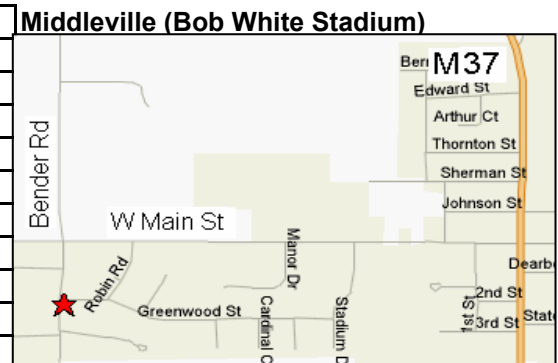 Middleville (Bob White Stadium)
M37
Edward St
Arthur Ct
Thornton St
Sherman St
Johnson St
Bender Rd
W Main St
Manor Dr
Robin Rd
Greenwood St
Cardinal C
Stadium D
1st St
2nd St
3rd St